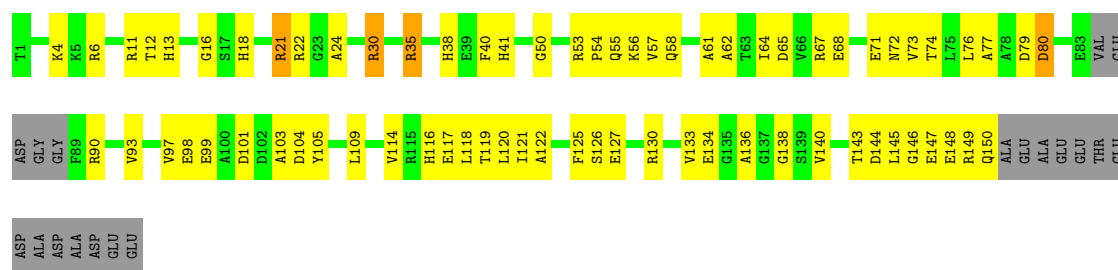 T1 K4 K5 R6 R11 T12 H13 G16 S17 H18 R21 R22 G23 A24 R30 R35 H38 E39 F40 H41 G50 R53 P54 Q55 K56 V57 Q58 A61 A62 T63 I64 D65 V66 R67 E68 E71 N72 V73 T74 L75 L76 A77 A78 D79 D80 E83 VAL GLU
ASP GLY GLY F89 R90 V93 V97 E98 E99 A100 D101 D102 A103 D104 Y105 L109 V114 R115 H116 E117 L118 T119 L120 I121 A122 F125 S126 E127 R130 V133 E134 G135 A136 G137 G138 S139 V140 T143 D144 L145 G146 E147 E148 R149 Q150 ALA GLU ALA GLU GLU THR GLU
ASP ALA ASP ALA ASP GLU GLU